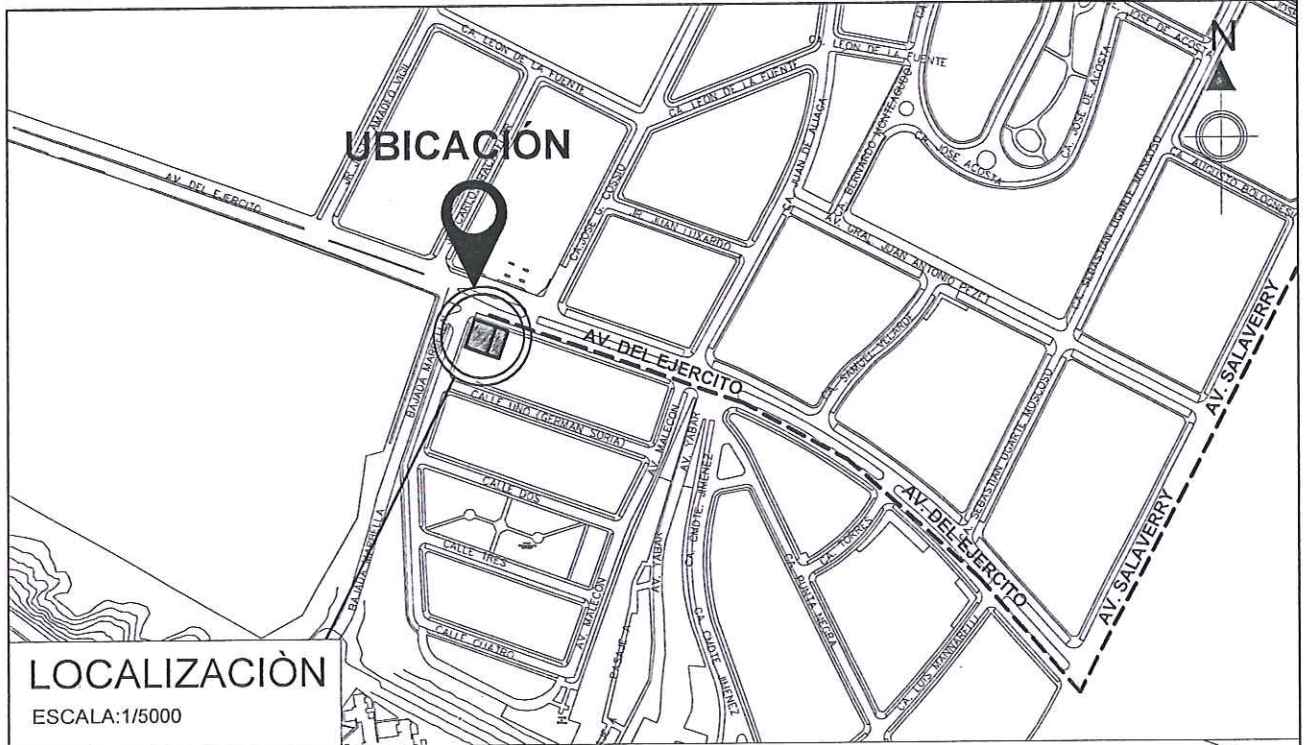 CA. LEON DE LA FUENTE
CA. LEON DE LA FUENTE
CA. LEON DE LA FUENTE
JOSE DE ACOSTA
N
UBICACIÓN
CA. JUAN DE ALIAGA
CA. BERNARDO MONTEAGUDO
CA. JOSE ACOSTA
CA. JOSE DE ACOSTA
CA. SEBASTIAN UGARTE MOSCOSO
CA. AUGUSTO BOLOGNESI
AV. DEL EJERCITO
CA. JOSE G. COSSIO
JR. JUAN LUXARDO
AV. GRAL. JUAN ANTONIO PEZET
BAJADA MARBELLA
AV. DEL EJERCITO
CA. SAMUEL VELARDE
AV. SALAVERRY
CALLE UNO (GERMAN SORIA)
AV. MALECON
AV. YABAR
CA. CMDTE. JIMENEZ
CA. SEBASTIAN UGARTE MOSCOSO
CALLE DOS
AV. DEL EJERCITO
CA. TORRES
BAJADA MARBELLA
CALLE TRES
AV. YABAR
AV. MALECON
CA. PUNTA NEGRA
AV. SALAVERRY
CALLE CUATRO
PASAJE A
CA. CMDTE. JIMENEZ
CA. LUIS MANNARELLI
LOCALIZACIÒN
ESCALA:1/5000